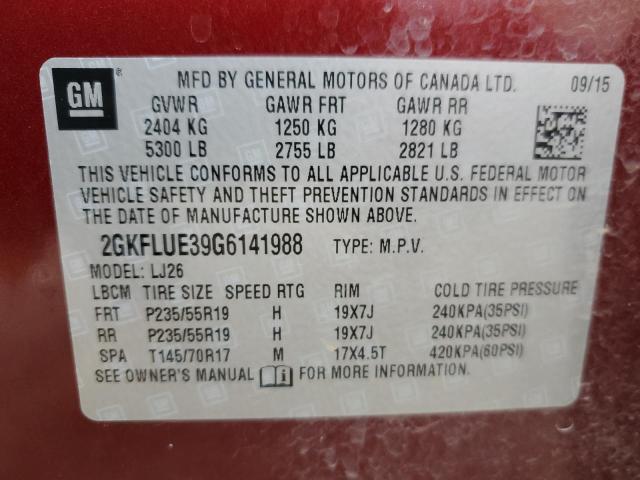 GM MFD BY GENERAL MOTORS OF CANADA LTD. 09/15
GVWR GAWR FRT GAWR RR
2404 KG 1250 KG 1280 KG
5300 LB 2755 LB 2821 LB
THIS VEHICLE CONFORMS TO ALL APPLICABLE U.S. FEDERAL MOTOR
VEHICLE SAFETY AND THEFT PREVENTION STANDARDS IN EFFECT ON
THE DATE OF MANUFACTURE SHOWN ABOVE.
2GKFLUE39G6141988 TYPE: M.P.V.
MODEL: LJ26
LBCM TIRE SIZE SPEED RTG RIM COLD TIRE PRESSURE
FRT P235/55R19 H 19X7J 240KPA(35PSI)
RR P235/55R19 H 19X7J 240KPA(35PSI)
SPA T145/70R17 M 17X4.5T 420KPA(60PSI)
SEE OWNER'S MANUAL FOR MORE INFORMATION.